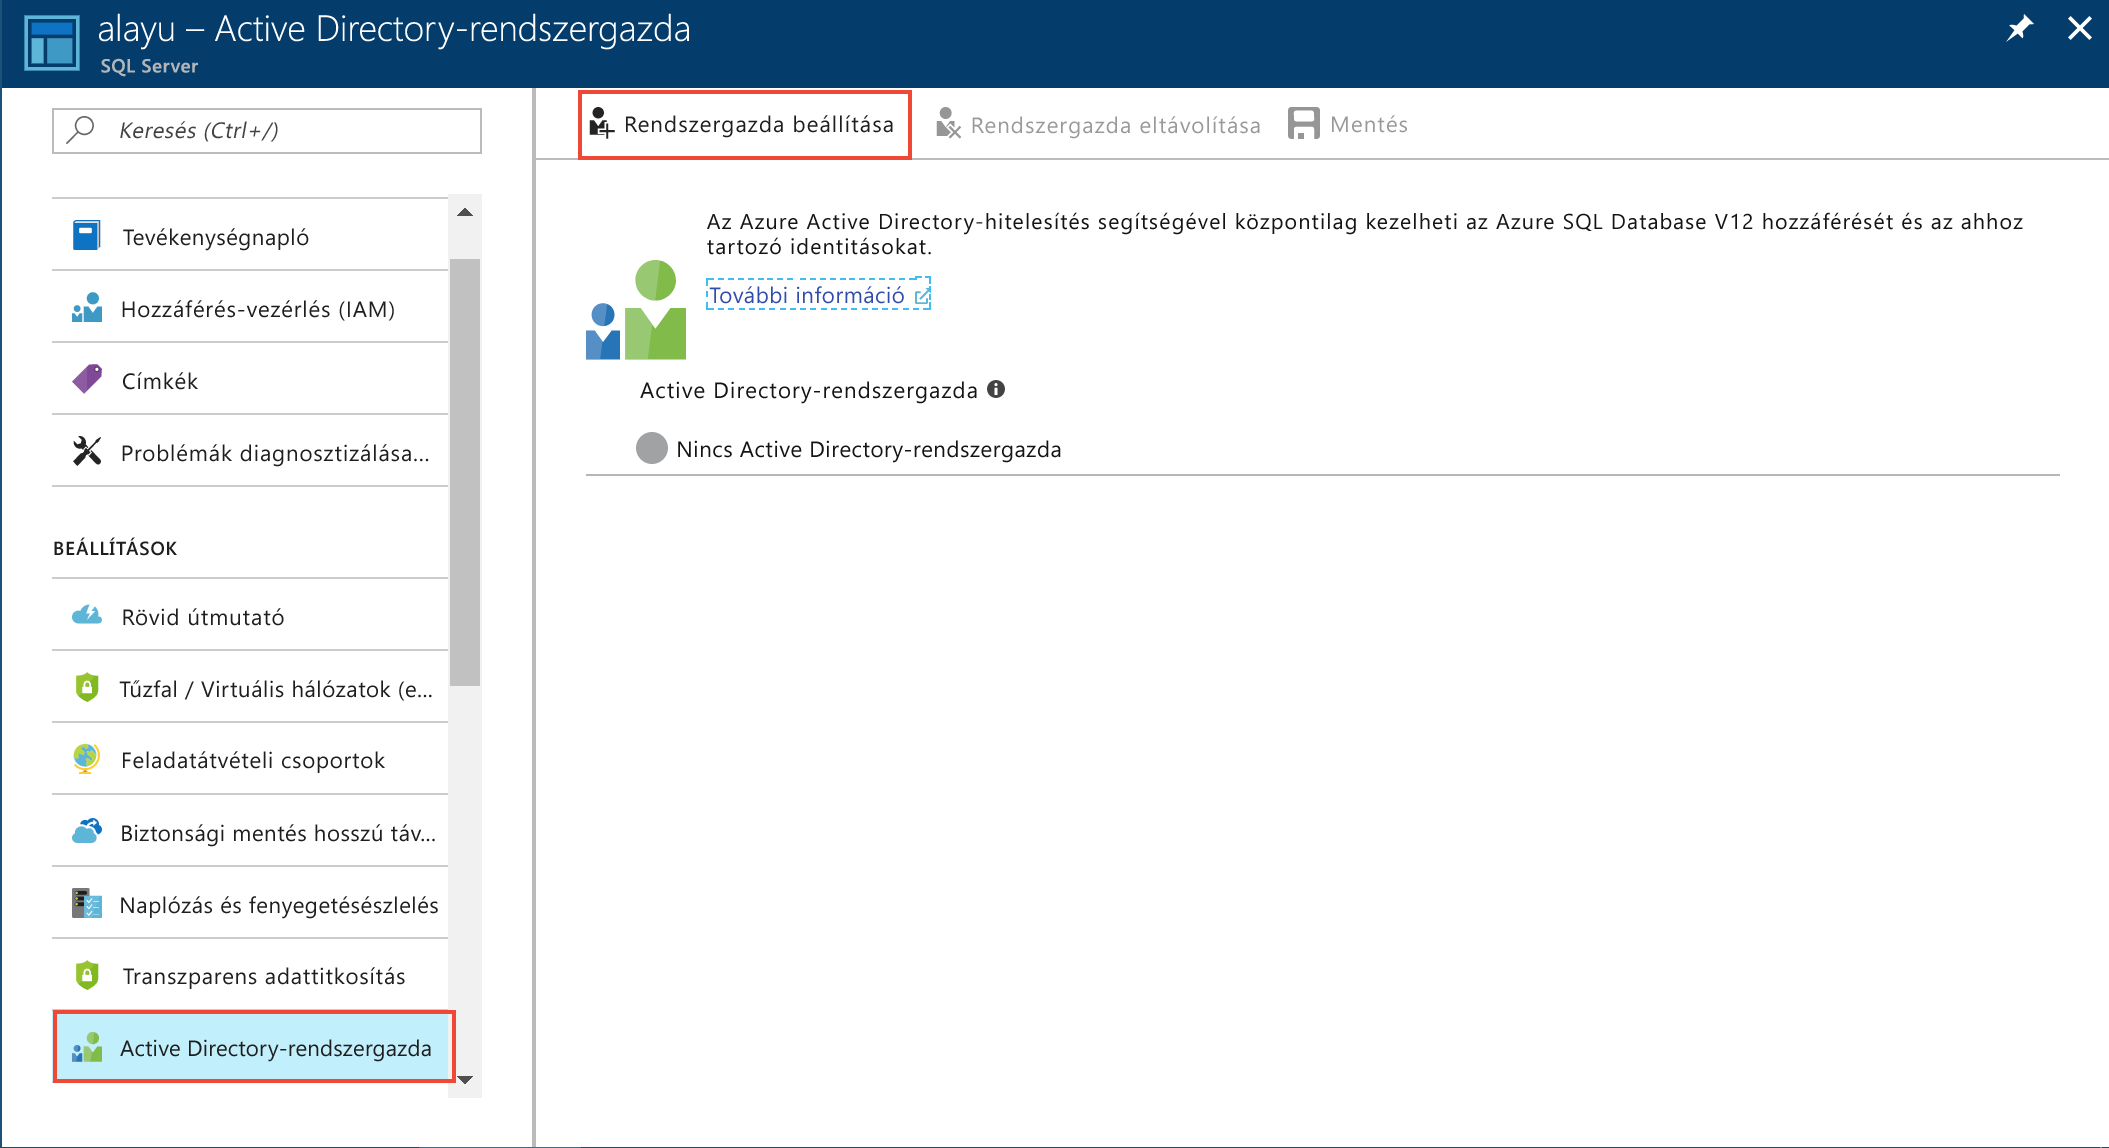 alayu – Active Directory-rendszergazda
SQL Server
Keresés (Ctrl+/)
Tevékenységnapló
Hozzáférés-vezérlés (IAM)
Címkék
Problémák diagnosztizálása...
BEÁLLÍTÁSOK
Rövid útmutató
Tűzfal / Virtuális hálózatok (e...
Feladatátvételi csoportok
Biztonsági mentés hosszú táv...
Naplózás és fenyegetésészlelés
Transzparens adattitkosítás
Active Directory-rendszergazda
Rendszergazda beállítása
Rendszergazda eltávolítása
Mentés
Az Azure Active Directory-hitelesítés segítségével központilag kezelheti az Azure SQL Database V12 hozzáférését és az ahhoz
tartozó identitásokat.
További információ
Active Directory-rendszergazda
Nincs Active Directory-rendszergazda